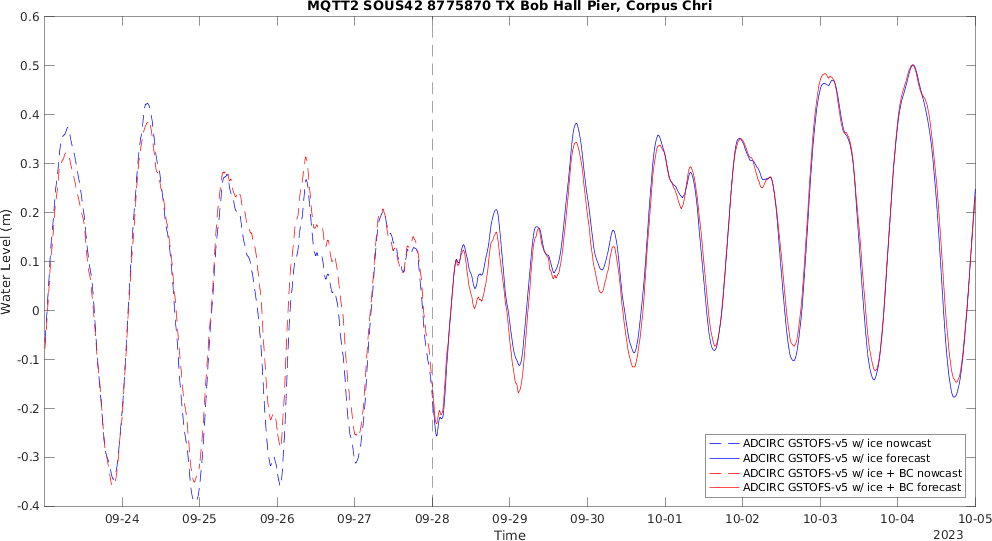 MQTT2 SOUS42 8775870 TX Bob Hall Pier, Corpus Chri
0.6
0.5
0.4
0.3
0.2
0.1
0
-0.1
-0.2
-0.3
-0.4
Water Level (m)
ADCIRC GSTOFS-v5 w/ ice nowcast
ADCIRC GSTOFS-v5 w/ ice forecast
ADCIRC GSTOFS-v5 w/ ice + BC nowcast
ADCIRC GSTOFS-v5 w/ ice + BC forecast
09-24 09-25 09-26 09-27 09-28 09-29 09-30 10-01 10-02 10-03 10-04 10-05
Time
2023